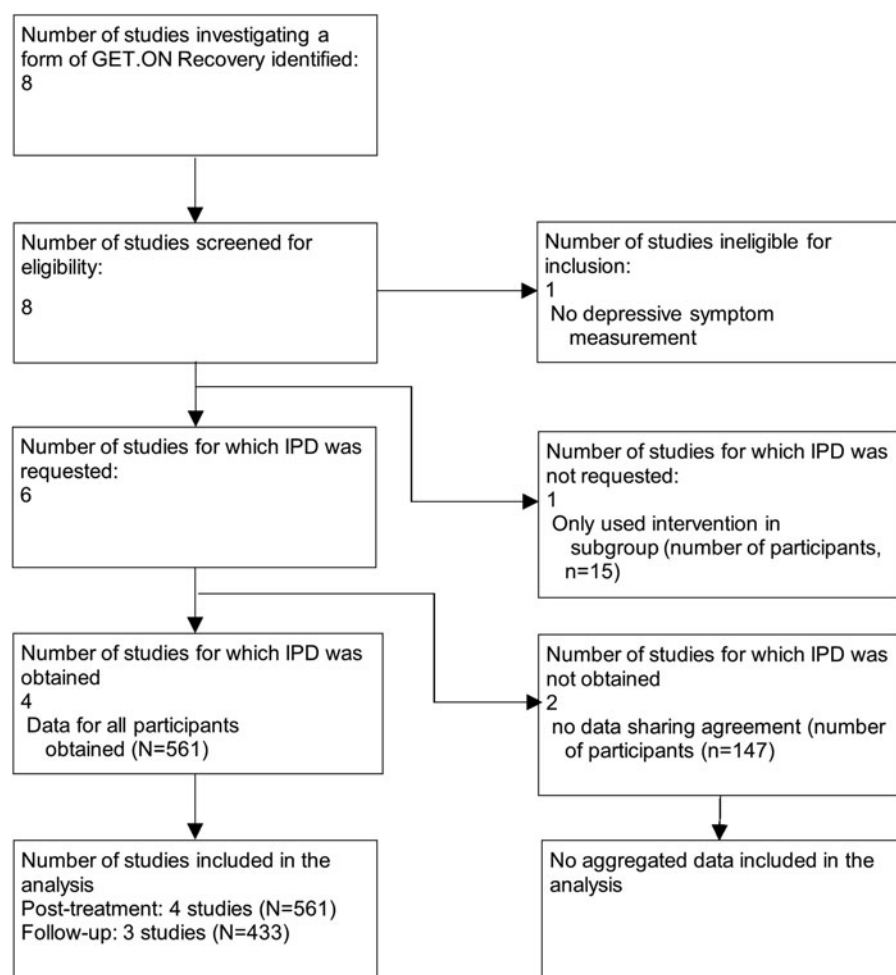 Number of studies investigating a
form of GET.ON Recovery identified:
8
Number of studies screened for
eligibility:
8
Number of studies ineligible for
inclusion:
1
No depressive symptom
measurement
Number of studies for which IPD was
requested:
6
Number of studies for which IPD was
not requested:
1
Only used intervention in
subgroup (number of participants,
n=15)
Number of studies for which IPD was
obtained
4
Data for all participants
obtained (N=561)
Number of studies for which IPD was
not obtained
2
no data sharing agreement (number
of participants (n=147)
Number of studies included in the
analysis
Post-treatment: 4 studies (N=561)
Follow-up: 3 studies (N=433)
No aggregated data included in the
analysis